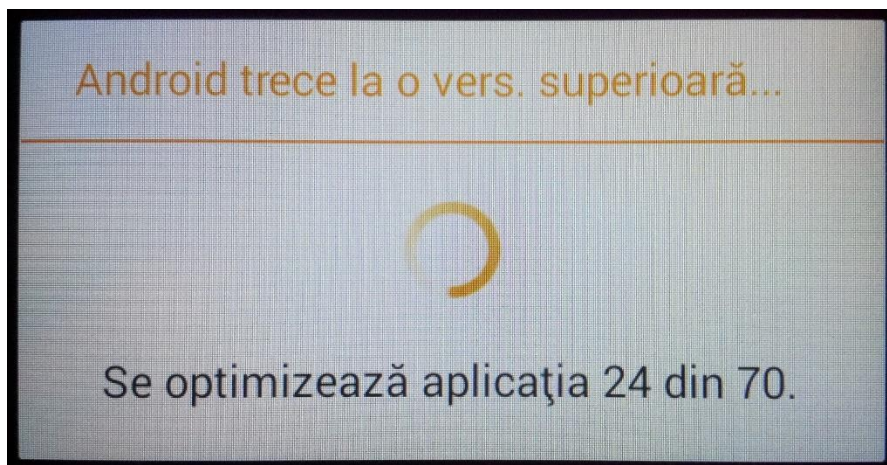 Android trece la o vers. superioară...
Se optimizează aplicaţia 24 din 70.